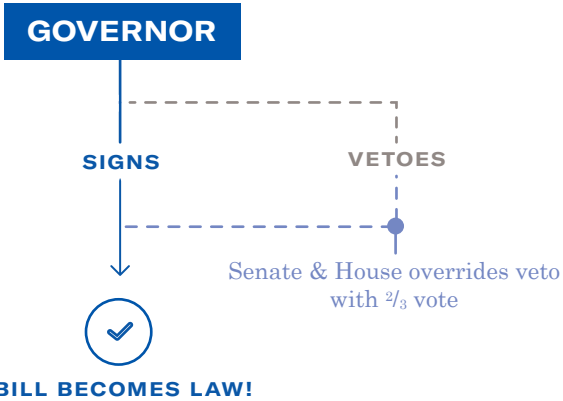 GOVERNOR
SIGNS
VETOES
Senate & House overrides veto
with 2/3 vote
BILL BECOMES LAW!